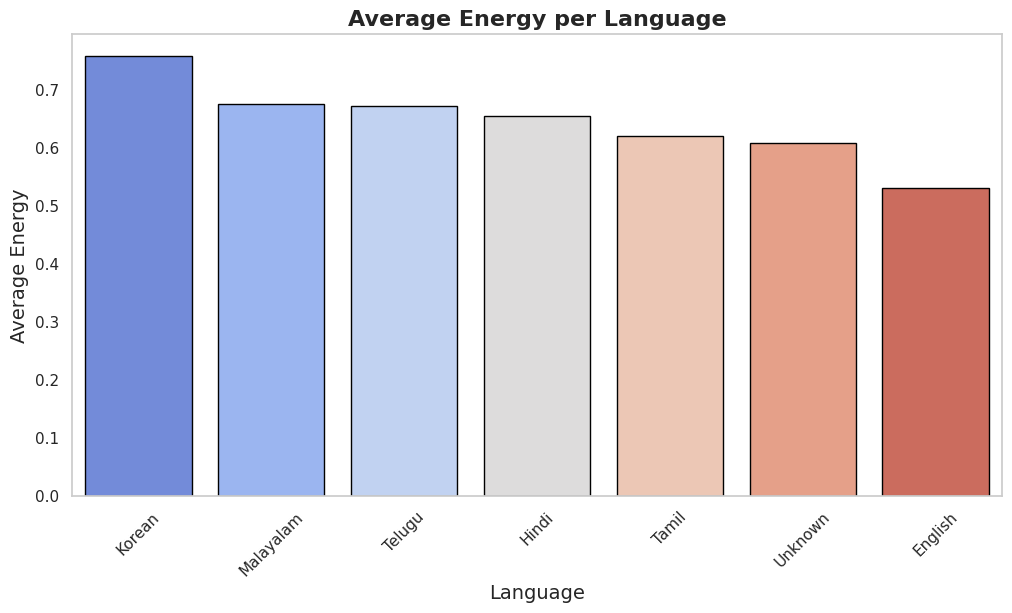 Average Energy per Language
Average Energy
0.7
0.6
0.5
0.4
0.3
0.2
0.1
0.0
Korean
Malayalam
Telugu
Hindi
Tamil
Unknown
English
Language